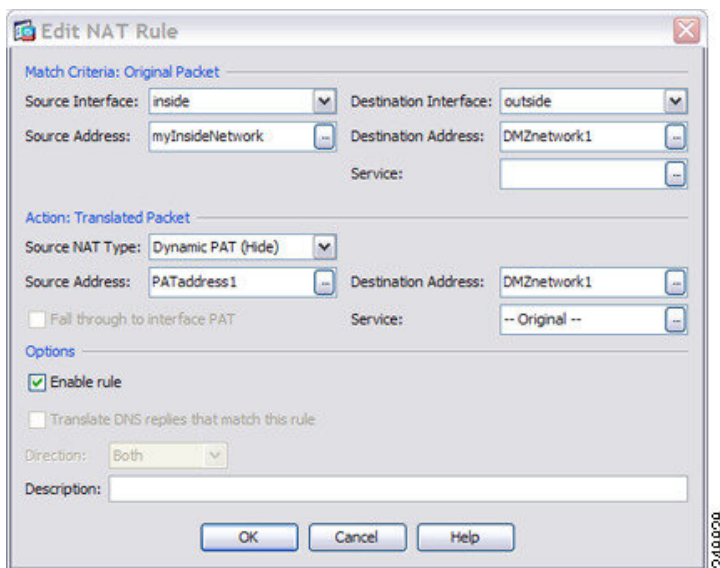 Edit NAT Rule
Match Criteria: Original Packet
Source Interface: inside Destination Interface: outside
Source Address: myInsideNetwork ... Destination Address: DMZnetwork1 ...
Service: ...
Action: Translated Packet
Source NAT Type: Dynamic PAT (Hide)
Source Address: PATaddress1 ... Destination Address: DMZnetwork1 ...
Fall through to interface PAT Service: -- Original -- ...
Options
Enable rule
Translate DNS replies that match this rule
Direction: Both
Description:
OK Cancel Help